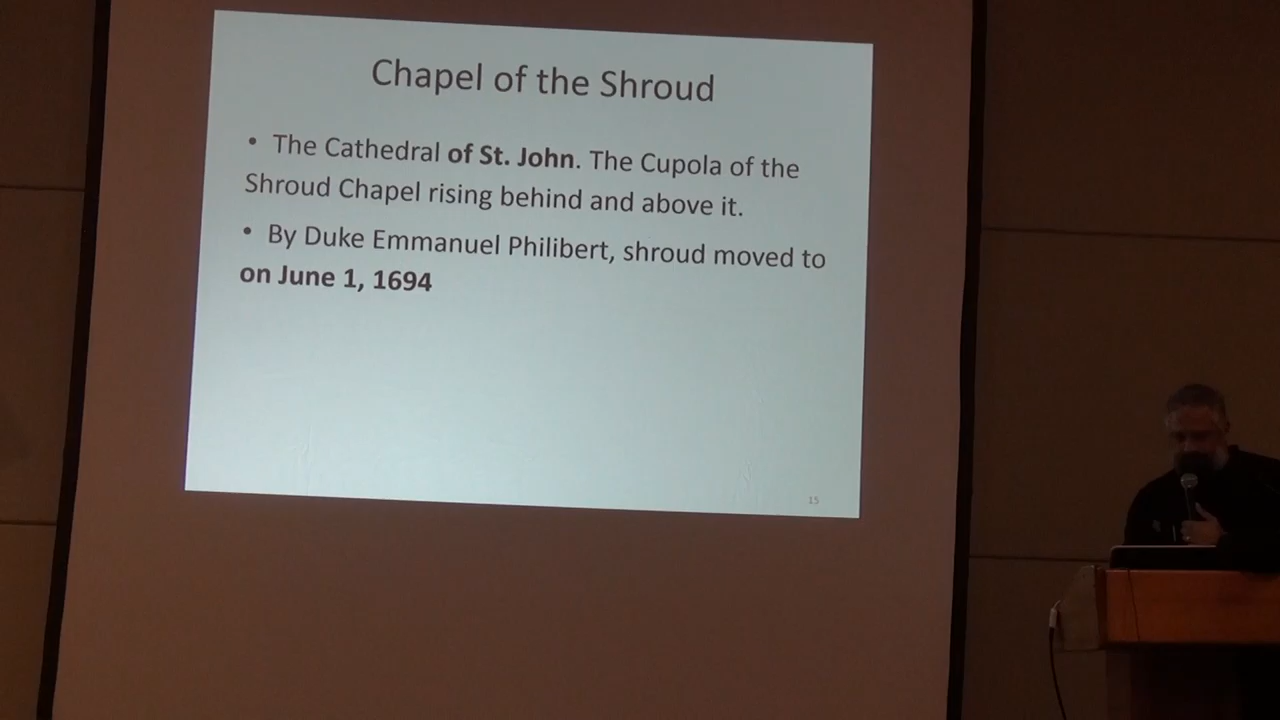 Chapel of the Shroud
• The Cathedral of St. John. The Cupola of the
Shroud Chapel rising behind and above it.
• By Duke Emmanuel Philibert, shroud moved to
on June 1, 1694
15